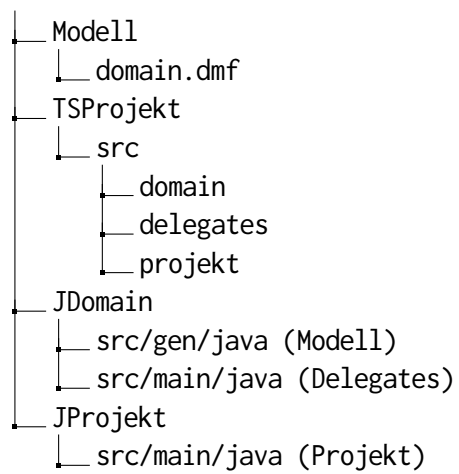 Modell
domain.dmf
TSProjekt
src
domain
delegates
projekt
JDomain
src/gen/java (Modell)
src/main/java (Delegates)
JProjekt
src/main/java (Projekt)